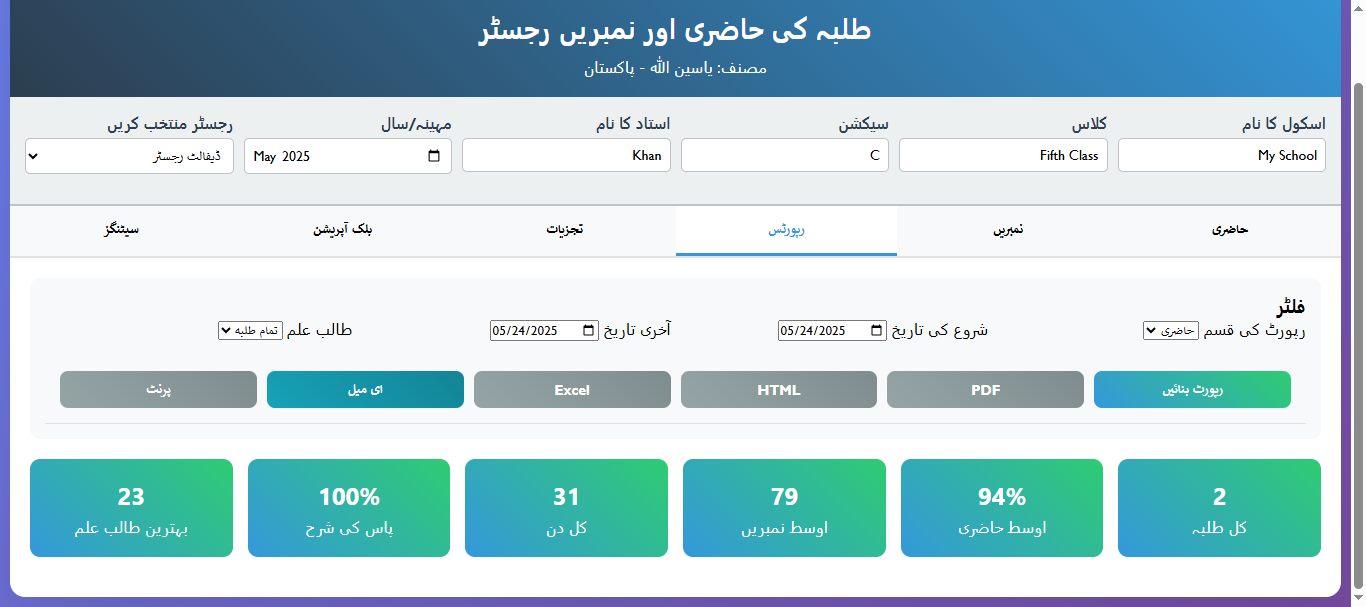 طلبہ کی حاضری اور نمبریں رجسٹر
مصنف: یاسین اللہ - پاکستان
اسکول کا نام
کلاس
سیکشن
استاد کا نام
مہینہ/سال
رجسٹر منتخب کریں
My School
Fifth Class
C
Khan
May 2025
ڈیفالٹ رجسٹر
حاضری
نمبریں
رپورٹس
تجزیات
بلک آپریشن
سیٹنگز
فلٹر
رپورٹ کی قسم حاضری
شروع کی تاریخ 05/24/2025
آخری تاریخ 05/24/2025
طالب علم تمام طلبہ
رپورٹ بنائیں
PDF
HTML
Excel
ای میل
پرنٹ
2
کل طلبہ
94%
اوسط حاضری
79
اوسط نمبریں
31
کل دن
100%
پاس کی شرح
23
بہترین طالب علم